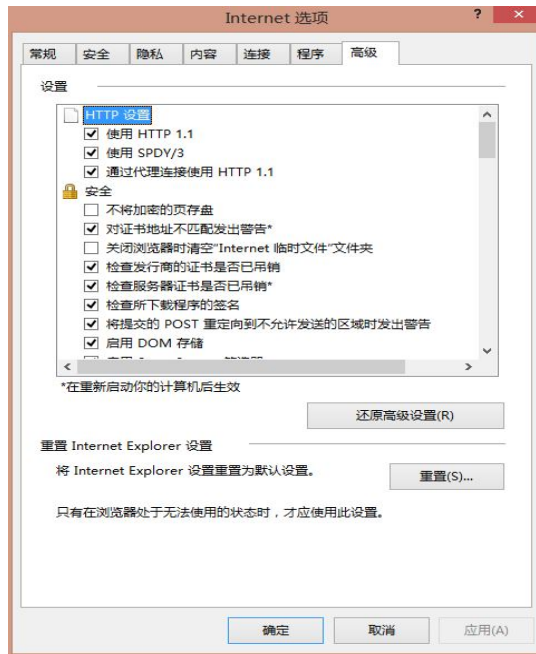 Internet 选项
?
常规 安全 隐私 内容 连接 程序 高级
设置
HTTP 设置
使用 HTTP 1.1
使用 SPDY/3
通过代理连接使用 HTTP 1.1
安全
不将加密的页存盘
对证书地址不匹配发出警告*
关闭浏览器时清空"Internet 临时文件"文件夹
检查发行商的证书是否已吊销
检查服务器证书是否已吊销*
检查所下载程序的签名
将提交的 POST 重定向到不允许发送的区域时发出警告
启用 DOM 存储
*在重新启动你的计算机后生效
还原高级设置(R)
重置 Internet Explorer 设置
将 Internet Explorer 设置重置为默认设置。
重置(S)...
只有在浏览器处于无法使用的状态时，才应使用此设置。
确定 取消 应用(A)